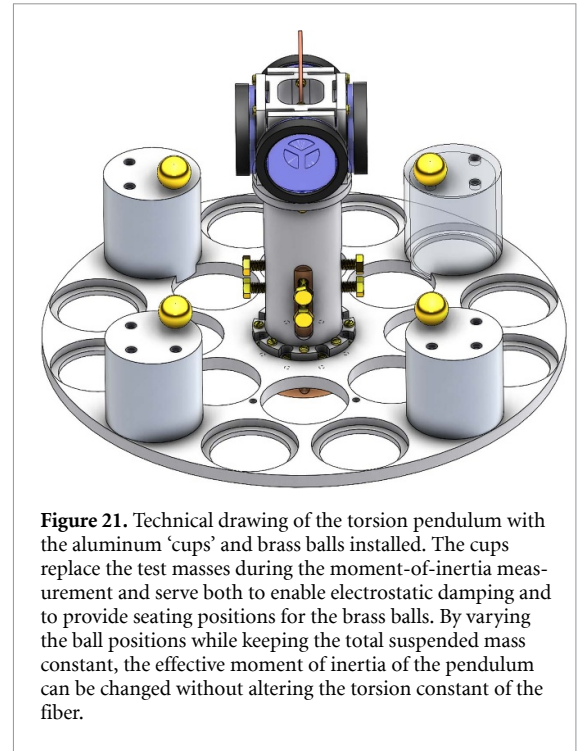 Figure 21. Technical drawing of the torsion pendulum with
the aluminum ‘cups’ and brass balls installed. The cups
replace the test masses during the moment-of-inertia meas-
urement and serve both to enable electrostatic damping and
to provide seating positions for the brass balls. By varying
the ball positions while keeping the total suspended mass
constant, the effective moment of inertia of the pendulum
can be changed without altering the torsion constant of the
fiber.